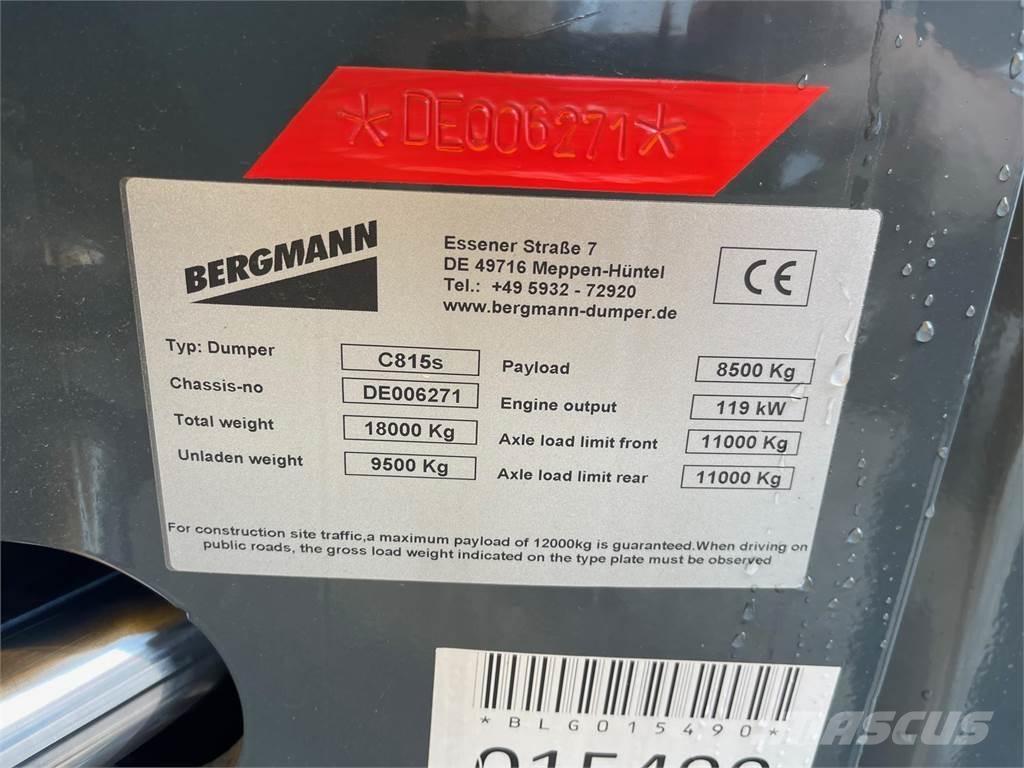 *DE006271*
BERGMANN
Essener Straße 7
DE 49716 Meppen-Hüntel
Tel.: +49 5932 - 72920
www.bergmann-dumper.de
CE
Typ: Dumper C815s
Chassis-no DE006271
Total weight 18000 Kg
Unladen weight 9500 Kg
Payload 8500 Kg
Engine output 119 kW
Axle load limit front 11000 Kg
Axle load limit rear 11000 Kg
For construction site traffic,a maximum payload of 12000kg is guaranteed.When driving on
public roads, the gross load weight indicated on the type plate must be observed
*BLG015490*
MASCUS